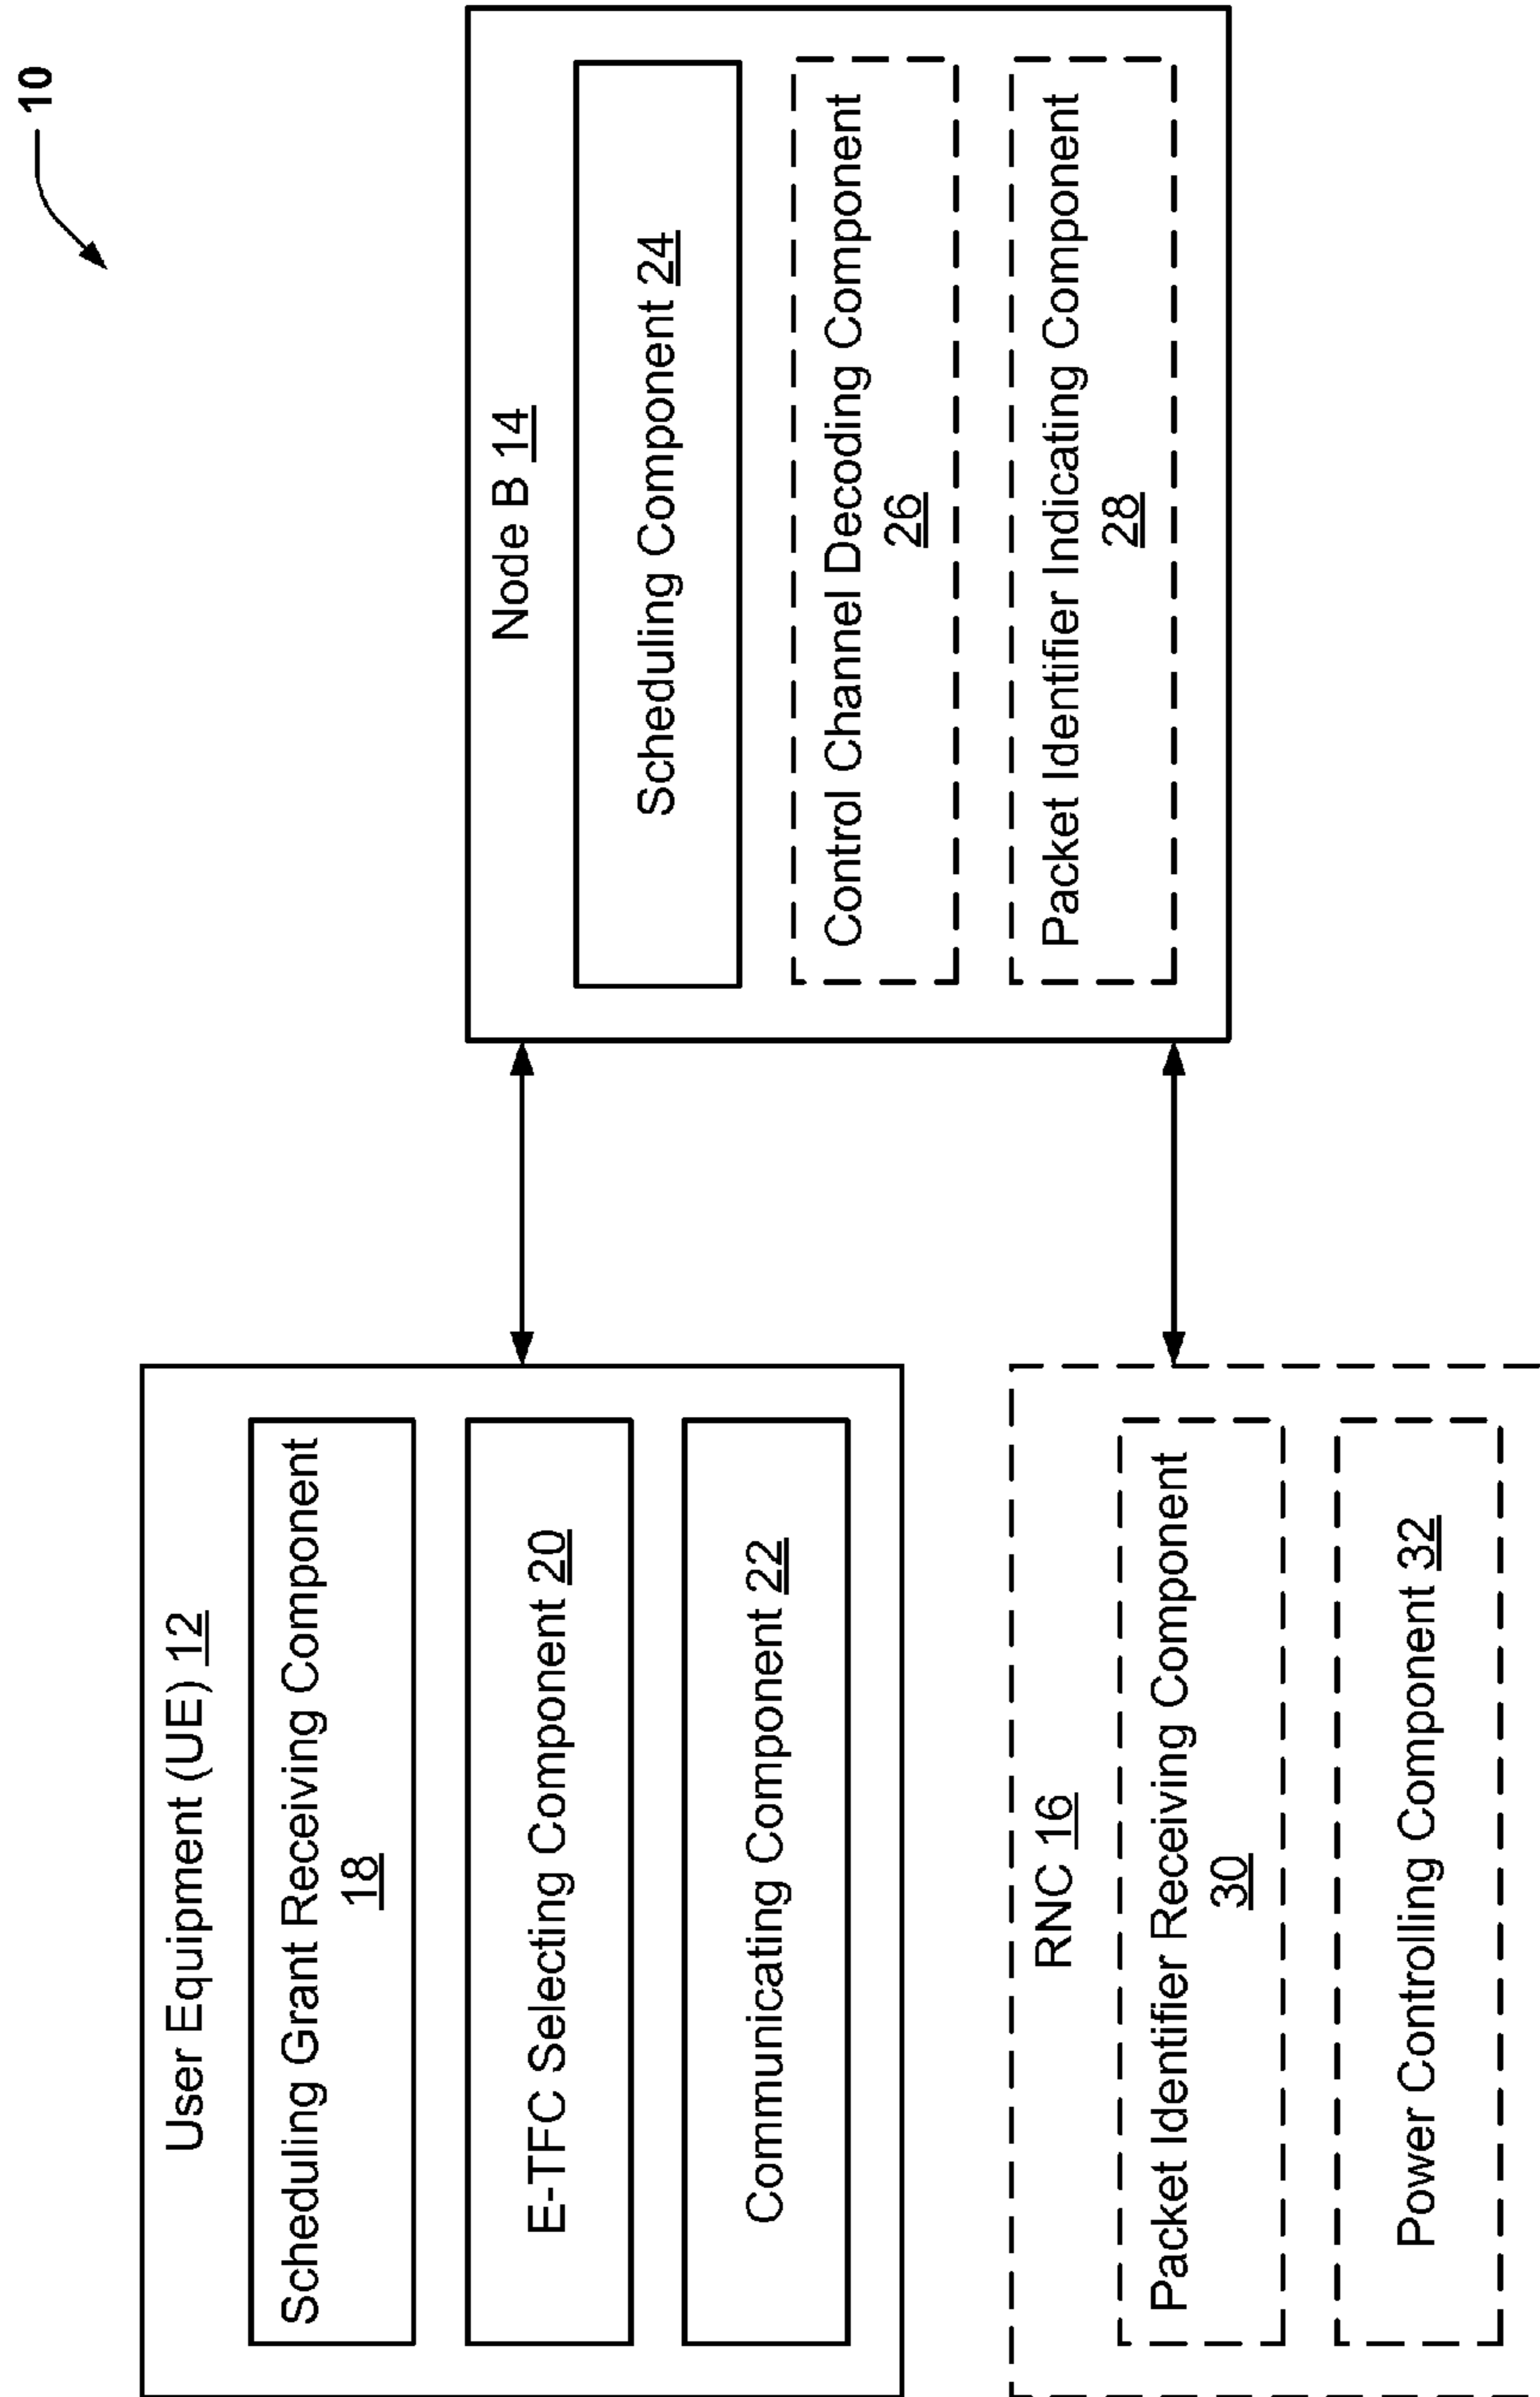 10
User Equipment (UE) 12
Scheduling Grant Receiving Component
18
E-TFC Selecting Component 20
Communicating Component 22
RNC 16
Packet Identifier Receiving Component
30
Power Controlling Component 32
Node B 14
Scheduling Component 24
Control Channel Decoding Component
26
Packet Identifier Indicating Component
28